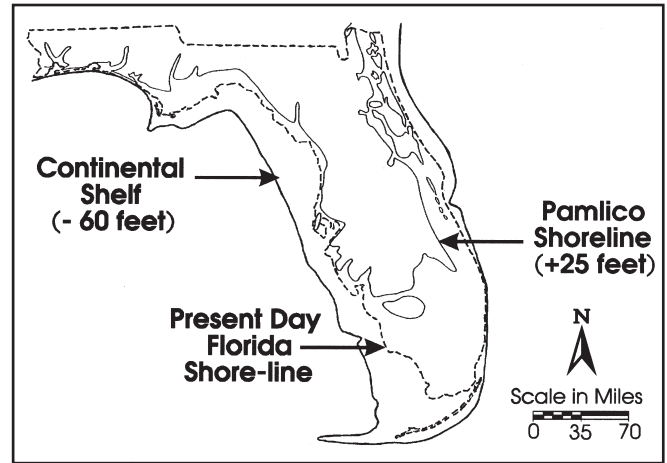 Continental
Shelf
(- 60 feet)
Pamlico
Shoreline
(+25 feet)
Present Day
Florida
Shore-line
N
Scale in Miles
0 35 70